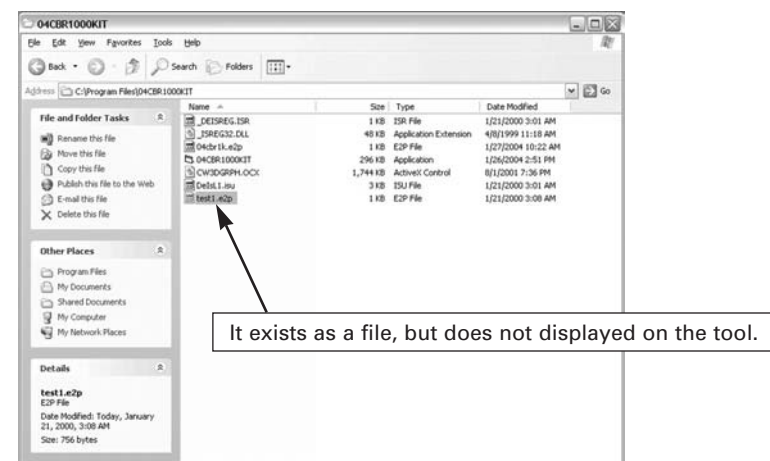 04CBR1000KIT
File Edit View Favorites Tools Help
Back Search Folders
Address C:\Program Files\04CBR1000KIT Go
File and Folder Tasks
Rename this file
Move this file
Copy this file
Publish this file to the Web
E-mail this file
Delete this file
Other Places
Program Files
My Documents
Shared Documents
My Computer
My Network Places
Details
test1.e2p
E2P File
Date Modified: Today, January
21, 2000, 3:08 AM
Size: 756 bytes
Name Size Type Date Modified
_DEISREG.ISR 1 KB ISR File 1/21/2000 3:01 AM
_ISREG32.DLL 48 KB Application Extension 4/8/1999 11:18 AM
04cbr1k.e2p 1 KB E2P File 1/27/2004 10:22 AM
04CBR1000KIT 296 KB Application 1/26/2004 2:51 PM
CW3DGRPH.OCX 1,744 KB ActiveX Control 8/1/2001 7:36 PM
DeIsL1.isu 3 KB ISU File 1/21/2000 3:01 AM
test1.e2p 1 KB E2P File 1/21/2000 3:08 AM
It exists as a file, but does not displayed on the tool.